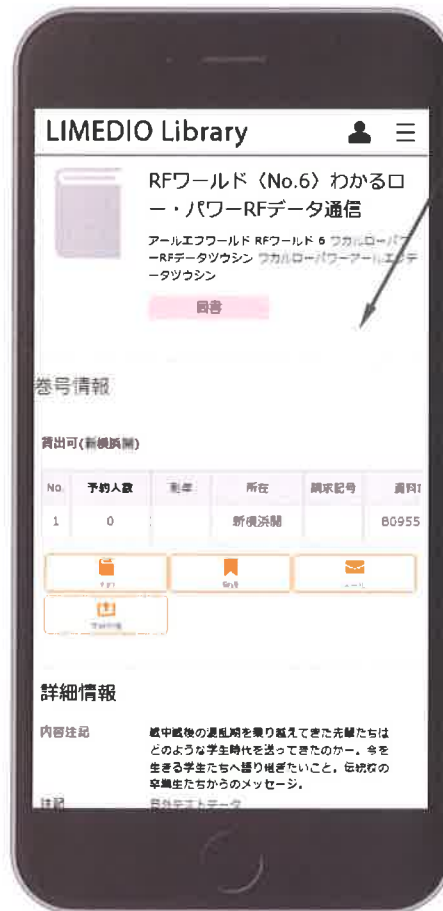 LIMEDIO Library
RFワールド〈No.6〉わかるロ
ー・パワーRFデータ通信
アールエフワールド RFワールド 6 ワカルローパワ
ーRFデータツウシン ワカルローパワーアールエフデ
ータツウシン
図書
巻号情報
貸出可(新横浜開)
No. 予約人数 刷年 所在 請求記号 資料I
1 0 新横浜開 B0955
詳細情報
内容注記 戦中戦後の混乱期を乗り越えてきた先輩たちは
どのような学生時代を送ってきたのかー。今を
生きる学生たちへ語り継ぎたいこと。伝統校の
卒業生たちからのメッセージ。
注記